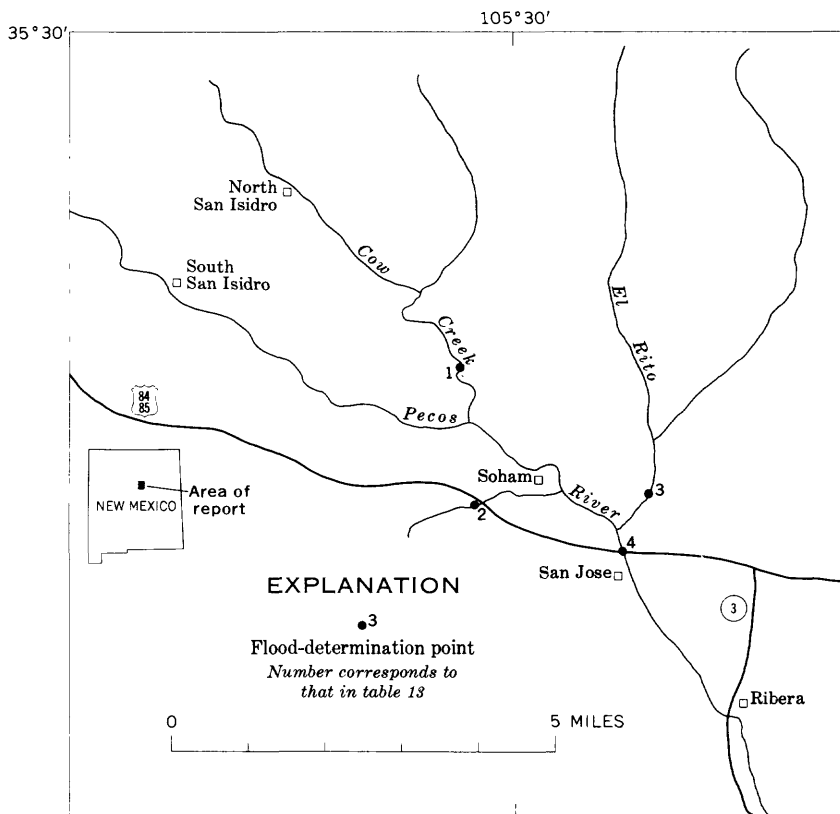 35°30'
105°30'
North
San Isidro
South
San Isidro
Cow
Creek
1
El
Rito
84
85
Pecos
Soham
River
3
2
NEW MEXICO
Area of
report
4
San Jose
EXPLANATION
3
3
Flood-determination point
Number corresponds to
that in table 13
Ribera
0
5 MILES